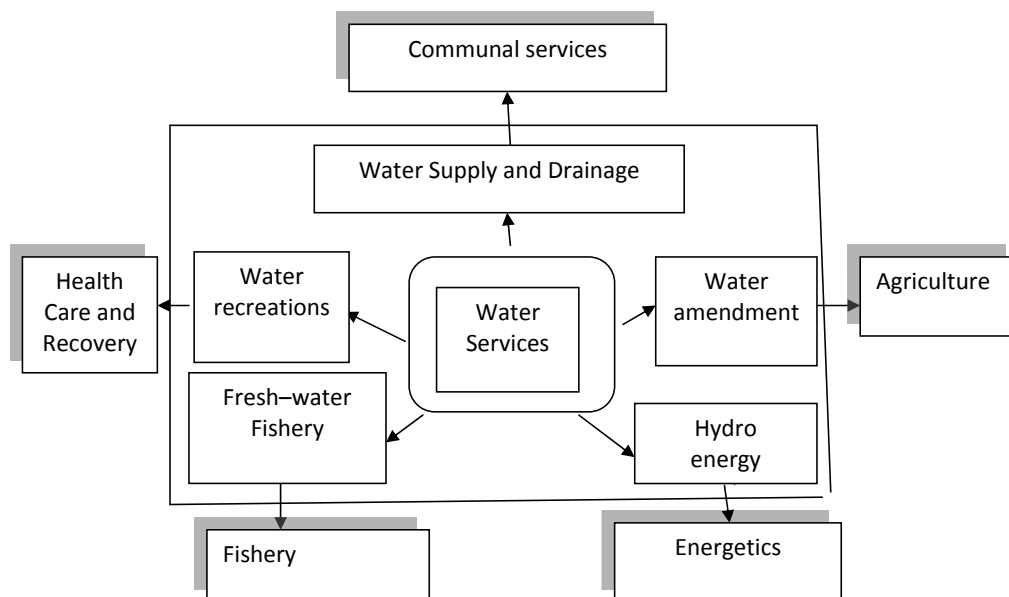 Communal services
Water Supply and Drainage
Health
Care and
Recovery
Water
recreations
Water
Services
Water
amendment
Agriculture
Fresh–water
Fishery
Hydro
energy
Fishery
Energetics